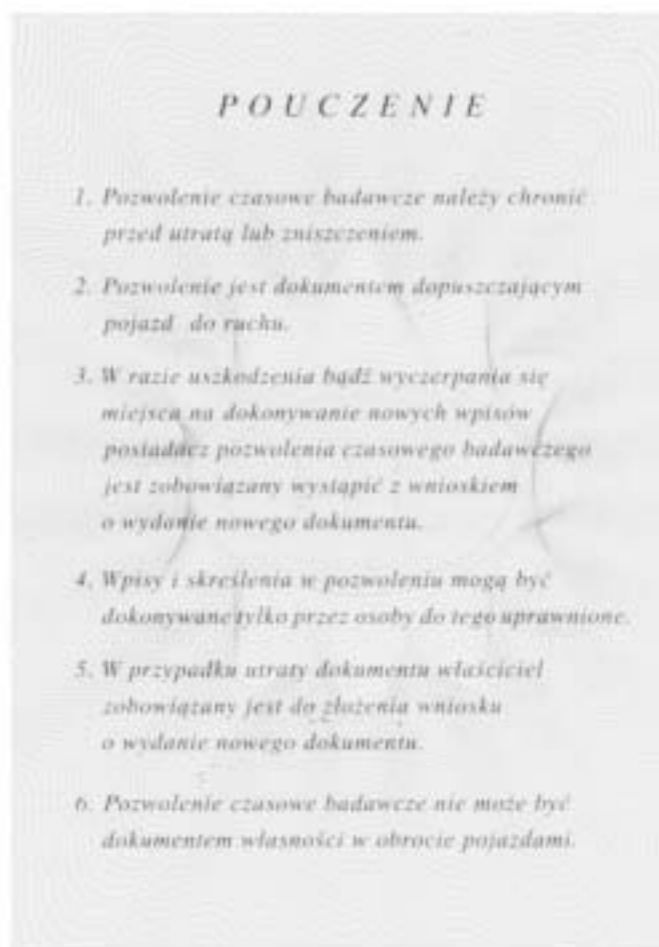 POUCZENIE
1. Pozwolenie czasowe badawcze należy chronić
przed utratą lub zniszczeniem.
2. Pozwolenie jest dokumentem dopuszczającym
pojazd do ruchu.
3. W razie uszkodzenia bądź wyczerpania się
miejsca na dokonywanie nowych wpisów
posiadacz pozwolenia czasowego badawczego
jest zobowiązany wystąpić z wnioskiem
o wydanie nowego dokumentu.
4. Wpisy i skreślenia w pozwoleniu mogą być
dokonywane tylko przez osoby do tego uprawnione.
5. W przypadku utraty dokumentu właściciel
zobowiązany jest do złożenia wniosku
o wydanie nowego dokumentu.
6. Pozwolenie czasowe badawcze nie może być
dokumentem własności w obrocie pojazdami.